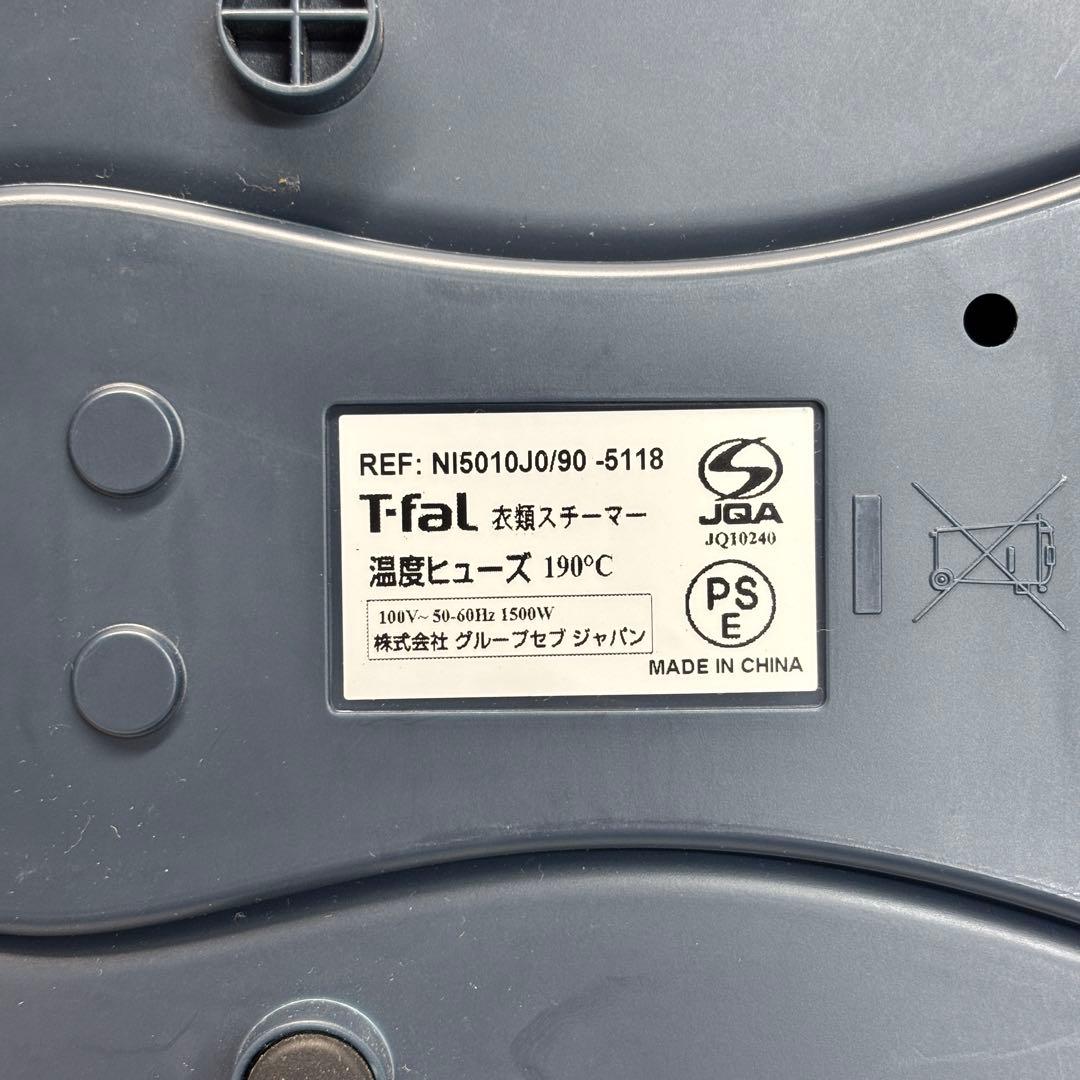 REF: NI5010J0/90 -5118
T-faL 衣類スチーマー
温度ヒューズ 190°C
100V~ 50-60Hz 1500W
株式会社 グループセブ ジャパン
JQA
JQ10240
PS
E
MADE IN CHINA